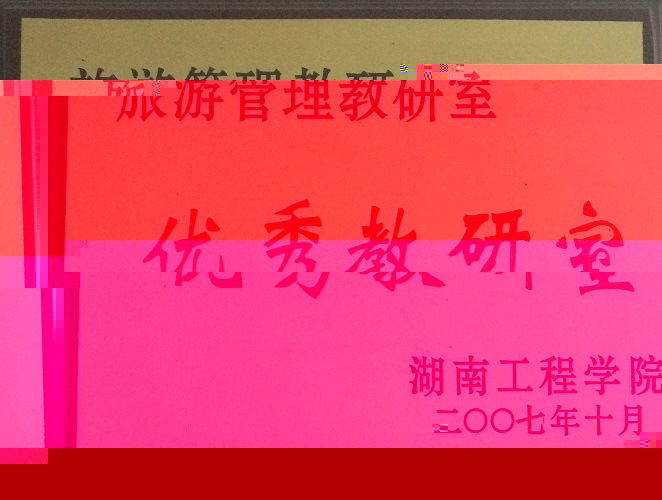 旅游管理教研室
优秀教研室
湖南工程学院
二〇〇七年十月